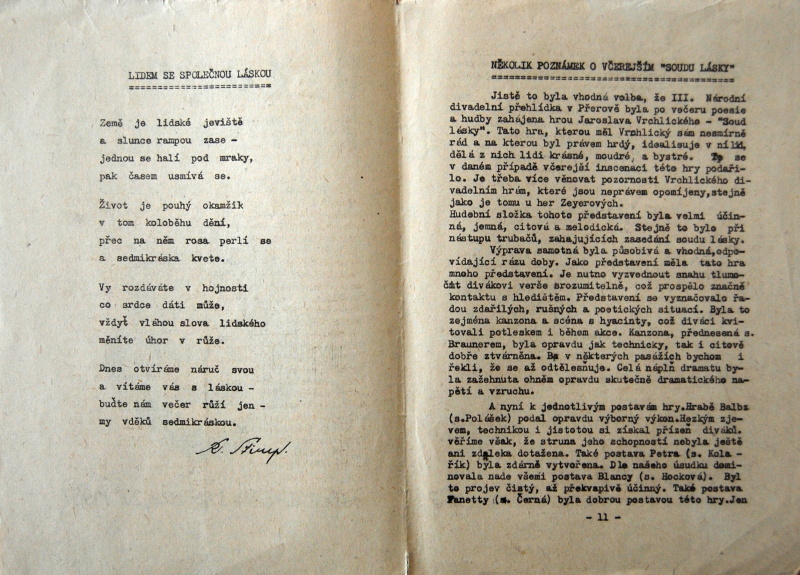 LIDEM SE SPOLEČNOU LÁSKOU
Země je lidské jeviště
a slunce rampou zase -
jednou se halí pod mraky,
pak časem usmívá se.
Život je pouhý okamžik
v tom koloběhu dění,
přec na něm rosa perlí se
a sedmikráska kvete.
Vy rozdáváte v hojnosti
co srdce dáti může,
vždyť vláhou slova lidského
měníte úhor v růže.
Dnes otvíráme náruč svou
a vítáme vás s láskou -
buďte nám večer růží jen -
my vděků sedmikráskou.
NĚKOLIK POZNÁMEK O VČEREJŠÍM "SOUDU LÁSKY"
Jistě to byla vhodná volba, že III. Národní
divadelní přehlídka v Přerově byla po večeru poesie
a hudby zahájena hrou Jaroslava Vrchlického - "Soud
lásky". Tato hra, kterou měl Vrchlický sám nesmírně
rád a na kterou byl právem hrdý, idealisuje v ní lid,
dělá z nich lidi krásné, moudré, a bystré. To se
v daném případě včerejší inscenaci této hry podaři-
lo. Je třeba více věnovat pozornosti Vrchlického di-
vadelním hrám, které jsou neprávem opomíjeny,stejně
jako je tomu u her Zeyerových.
Hudební složka tohoto představení byla velmi účin-
ná, jemná, citová a melodická. Stejně to bylo při
nástupu trubačů, zahajujících zasedání soudu lásky.
Výprava samotná byla působivá a vhodná,odpo-
vídající rázu doby. Jako představení měla tato hra
mnoho představení. Je nutno vyzvednout snahu tlumo-
čit divákovi verše srozumitelně, což prospělo značně
kontaktu s hledištěm. Představení se vyznačovalo řa-
dou zdařilých, rušných a poetických situací. Byla to
zejména kanzona a scéna s hyacinty, což diváci kvi-
tovali potleskem i během akce. Kanzona, přednesená s.
Braunerem, byla opravdu jak technicky, tak i citově
dobře ztvárněna. Ba v některých pasážích bychom i
řekli, že se až odtělesňuje. Celá náplň dramatu by-
la zažehnuta ohněm opravdu skutečně dramatického na-
pětí a vzruchu.
A nyní k jednotlivým postavám hry.Hrabě Balbz
(s.Polášek) podal opravdu výborný výkon.Hezkým zje-
vem, technikou i jistotou si získal přízeň diváků.
věříme však, že struna jeho schopností nebyla ještě
ani zdaleka dotažena. Také postava Petra (s. Kola -
řík) byla zdárně vytvořena. Dle našeho úsudku domi-
novala nade všemi postava Blancy (s. Hocková). Byl
to projev čistý, až překvapivě účinný. Také postava
Fanetty (s. Černá) byla dobrou postavou této hry.Jen
- 11 -